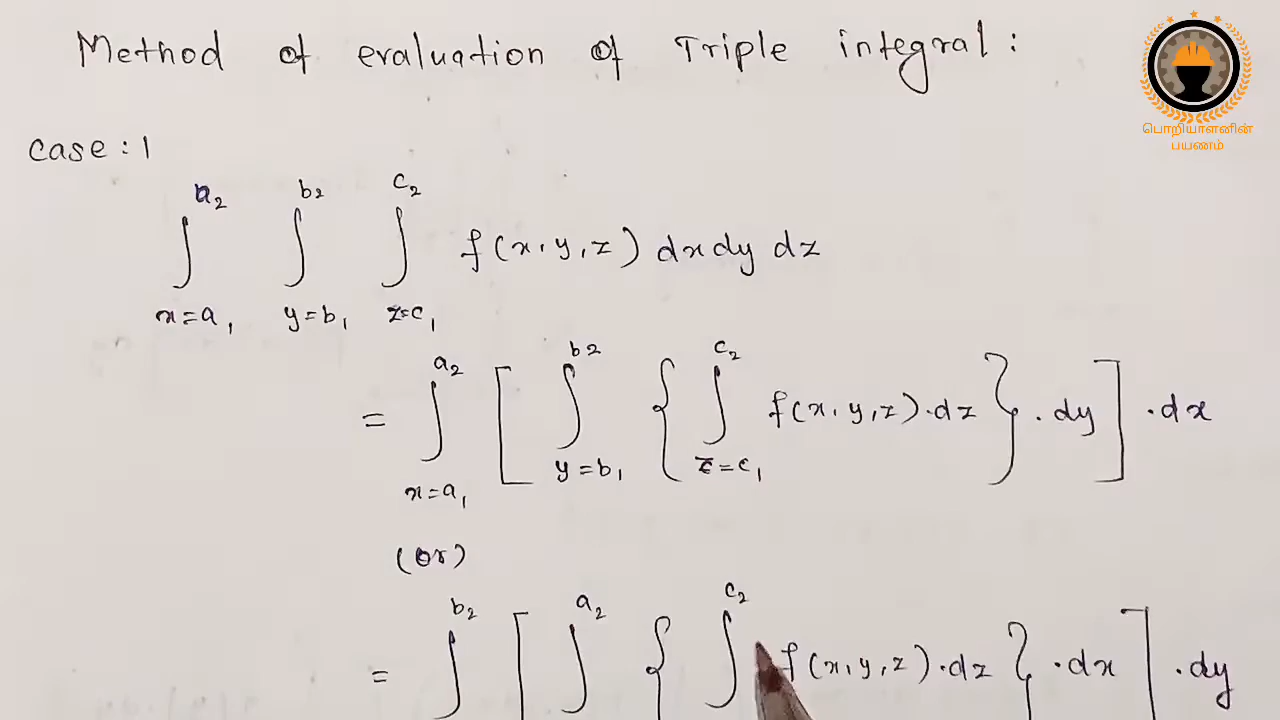 Method of evaluation of Triple integral :
பொறியாளனின்
பயணம்
case : 1
∫_{x=a₁}^{a₂} ∫_{y=b₁}^{b₂} ∫_{z=c₁}^{c₂} f(x,y,z) dx dy dz
= ∫_{x=a₁}^{a₂} [ ∫_{y=b₁}^{b₂} { ∫_{z=c₁}^{c₂} f(x,y,z).dz } .dy ] .dx
(or)
= ∫^{b₂} [ ∫^{a₂} { ∫^{c₂} f(x,y,z).dz } .dx ] .dy